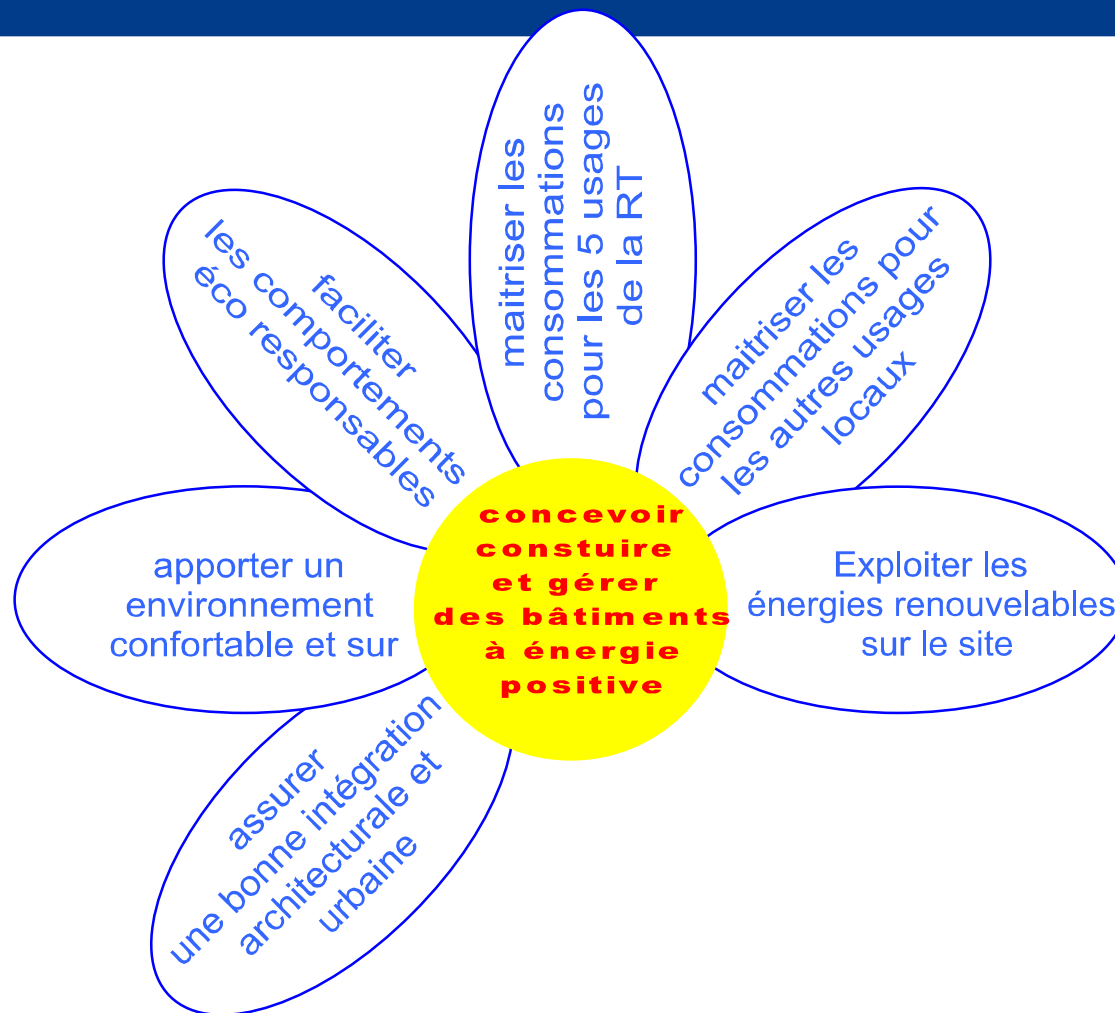 maitriser les
consommations
pour les 5 usages
de la RT
maitriser les
consommations pour
les autres usages
locaux
Exploiter les
énergies renouvelables
sur le site
faciliter
les comportements
éco responsables
apporter un
environnement
confortable et sur
assurer
une bonne intégration
architecturale et
urbaine
concevoir
constuire
et gérer
des bâtiments
à énergie
positive